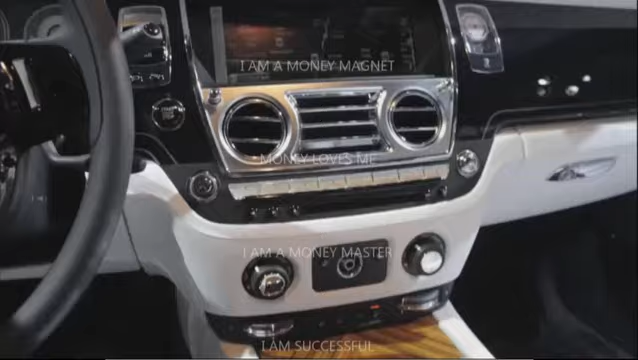 I AM A MONEY MAGNET
MONEY LOVES ME
I AM A MONEY MASTER
I AM SUCCESSFUL